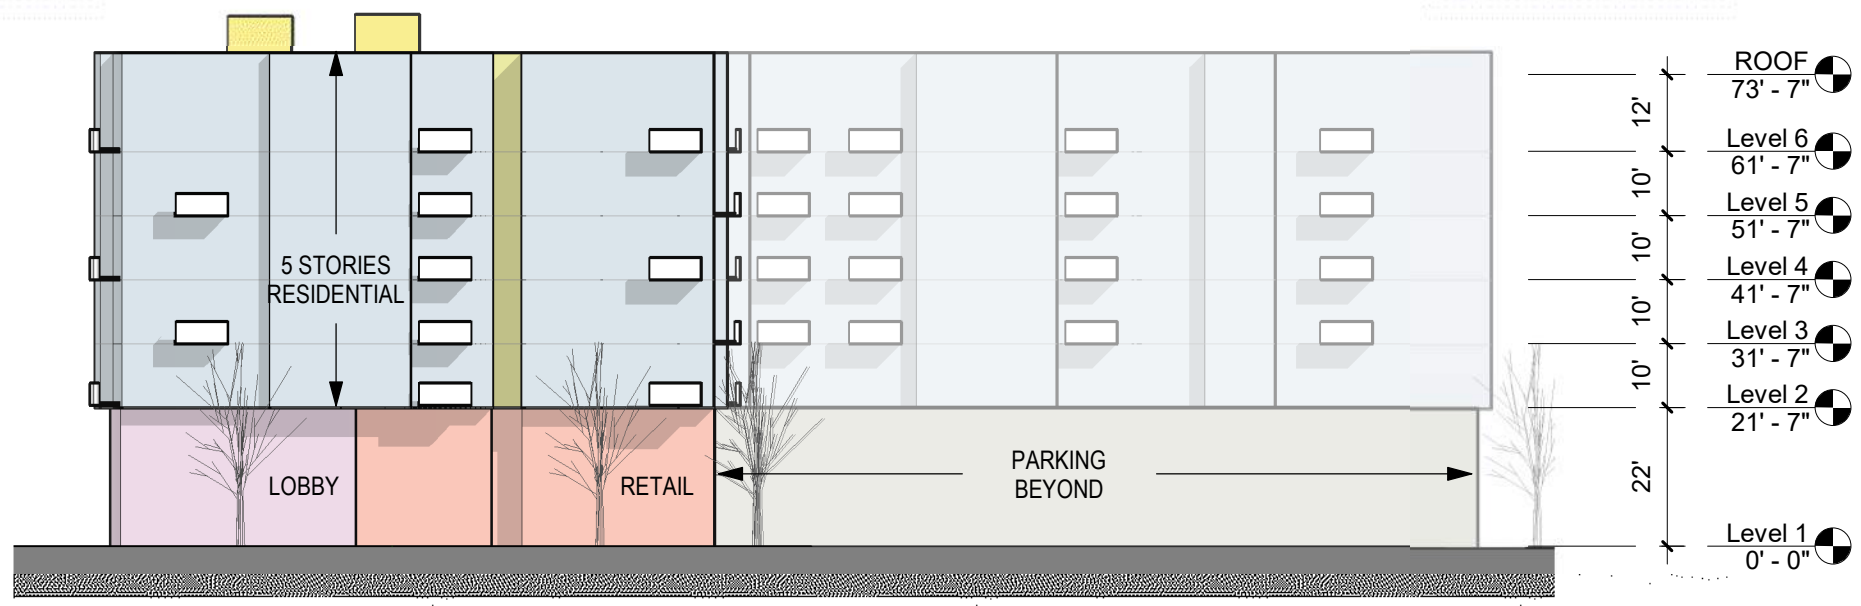 5 STORIES
RESIDENTIAL
LOBBY
RETAIL
PARKING
BEYOND
12'
10'
10'
10'
10'
22'
ROOF
73' - 7"
Level 6
61' - 7"
Level 5
51' - 7"
Level 4
41' - 7"
Level 3
31' - 7"
Level 2
21' - 7"
Level 1
0' - 0"